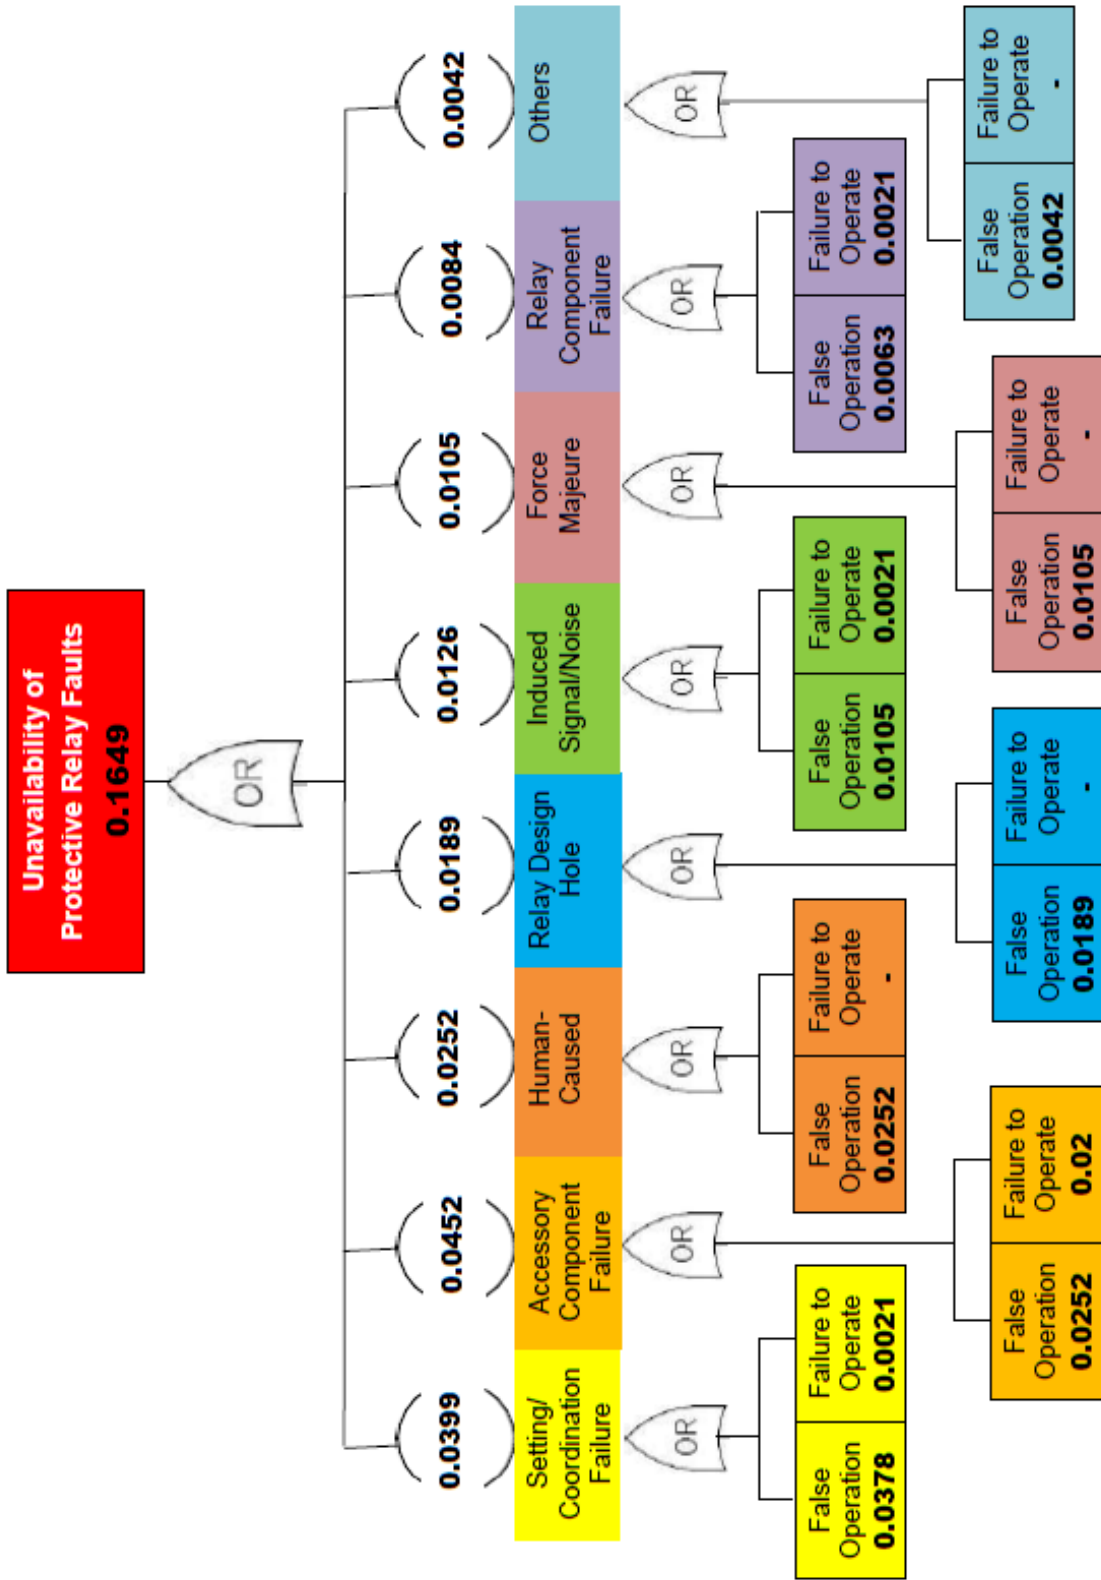 Unavailability of
Protective Relay Faults
0.1649
OR
0.0399
0.0452
0.0252
0.0189
0.0126
0.0105
0.0084
0.0042
Setting/
Coordination
Failure
Accessory
Component
Failure
Human-
Caused
Relay Design
Hole
Induced
Signal/Noise
Force
Majeure
Relay
Component
Failure
Others
OR
OR
OR
OR
OR
OR
OR
OR
False
Operation
0.0378
Failure to
Operate
0.0021
False
Operation
0.0252
Failure to
Operate
-
False
Operation
0.0105
Failure to
Operate
0.0021
False
Operation
0.0063
Failure to
Operate
0.0021
False
Operation
0.0252
Failure to
Operate
0.02
False
Operation
0.0189
Failure to
Operate
-
False
Operation
0.0105
Failure to
Operate
-
False
Operation
0.0042
Failure to
Operate
-